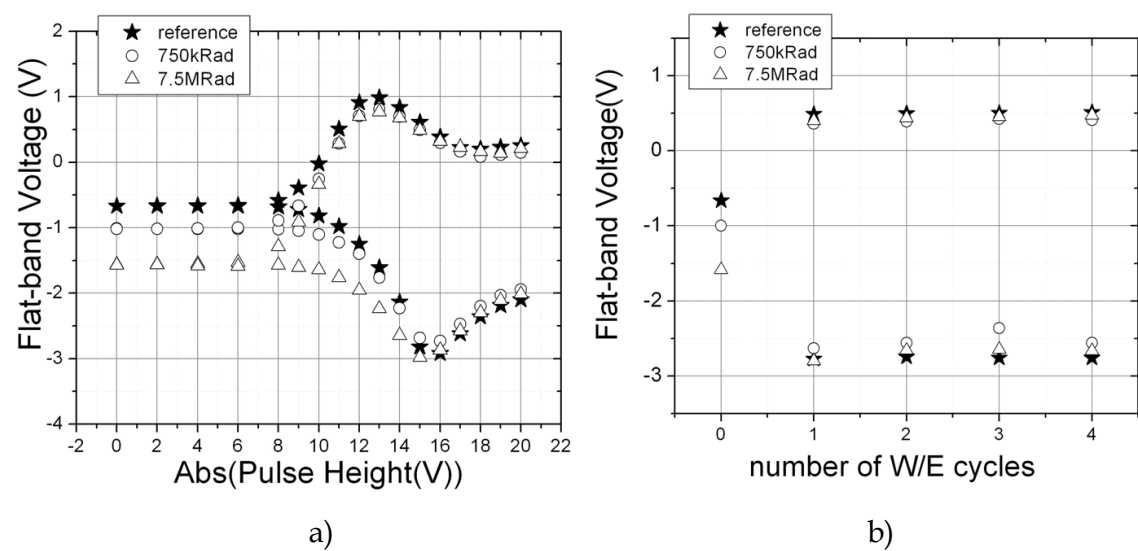 reference
750kRad
7.5MRad
2
1
0
-1
-2
-3
-4
Flat-band Voltage (V)
-2 0 2 4 6 8 10 12 14 16 18 20 22
Abs(Pulse Height(V))
a)
reference
750kRad
7.5MRad
1
0
-1
-2
-3
Flat-band Voltage(V)
0 1 2 3 4
number of W/E cycles
b)